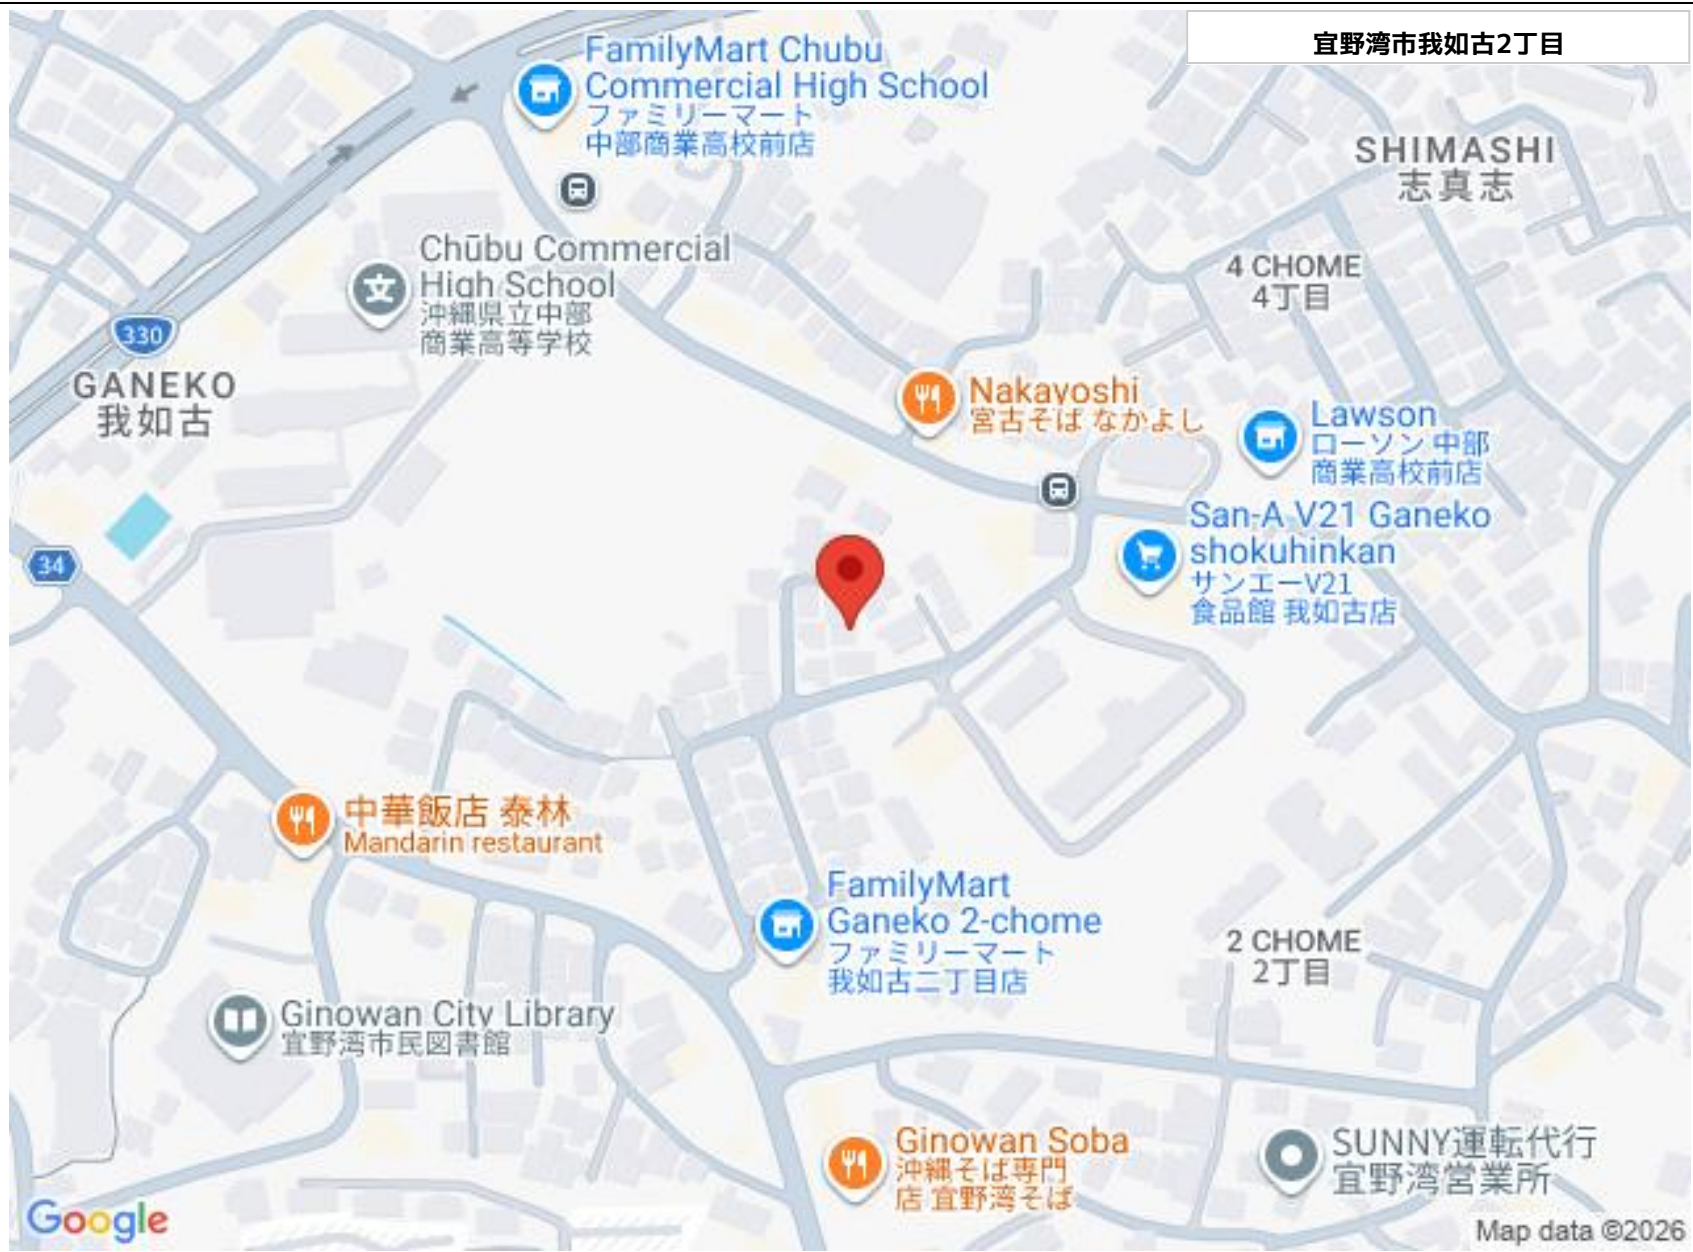 宜野湾市我如古2丁目
FamilyMart Chubu
Commercial High School
ファミリーマート
中部商業高校前店
SHIMASHI
志真志
Chūbu Commercial
High School
沖縄県立中部
商業高等学校
4 CHOME
4丁目
330
GANEKO
我如古
Nakayoshi
宮古そば なかよし
Lawson
ローソン 中部
商業高校前店
San-A V21 Ganeko
shokuhinkan
サンエーV21
食品館 我如古店
34
中華飯店 泰林
Mandarin restaurant
FamilyMart
Ganeko 2-chome
ファミリーマート
我如古二丁目店
2 CHOME
2丁目
Ginowan City Library
宜野湾市民図書館
Ginowan Soba
沖縄そば専門
店 宜野湾そば
SUNNY運転代行
宜野湾営業所
Google
Map data ©2026